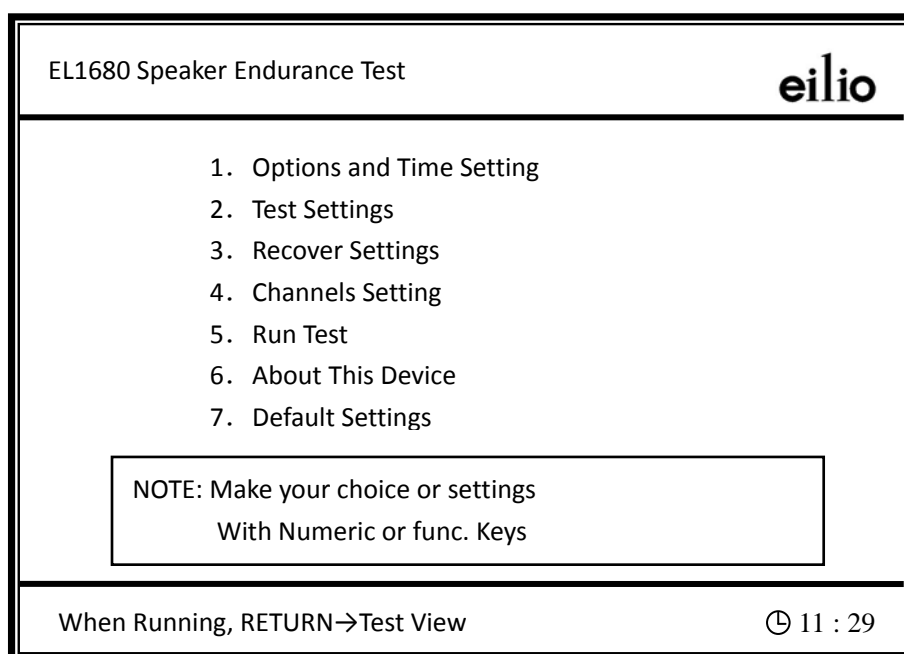 EL1680 Speaker Endurance Test
eilio
1. Options and Time Setting
2. Test Settings
3. Recover Settings
4. Channels Setting
5. Run Test
6. About This Device
7. Default Settings
NOTE: Make your choice or settings
With Numeric or func. Keys
When Running, RETURN→Test View
11 : 29